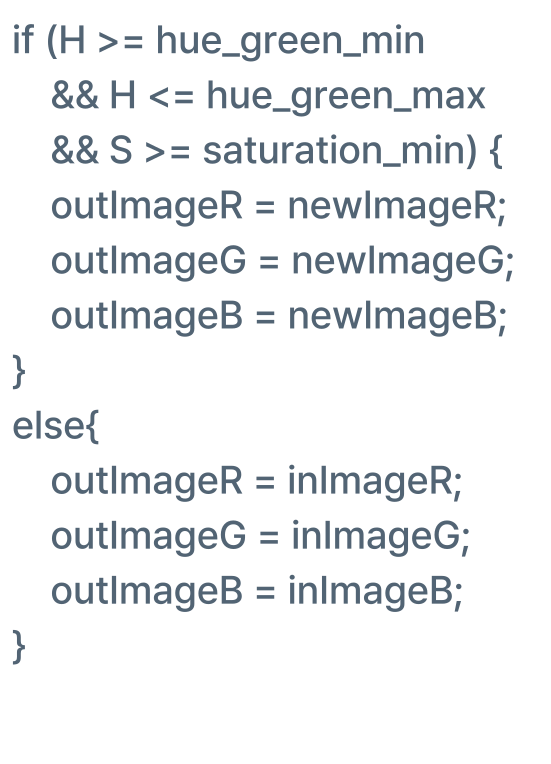 if (H >= hue_green_min
&& H <= hue_green_max
&& S >= saturation_min) {
outImageR = newImageR;
outImageG = newImageG;
outImageB = newImageB;
}
else{
outImageR = inImageR;
outImageG = inImageG;
outImageB = inImageB;
}